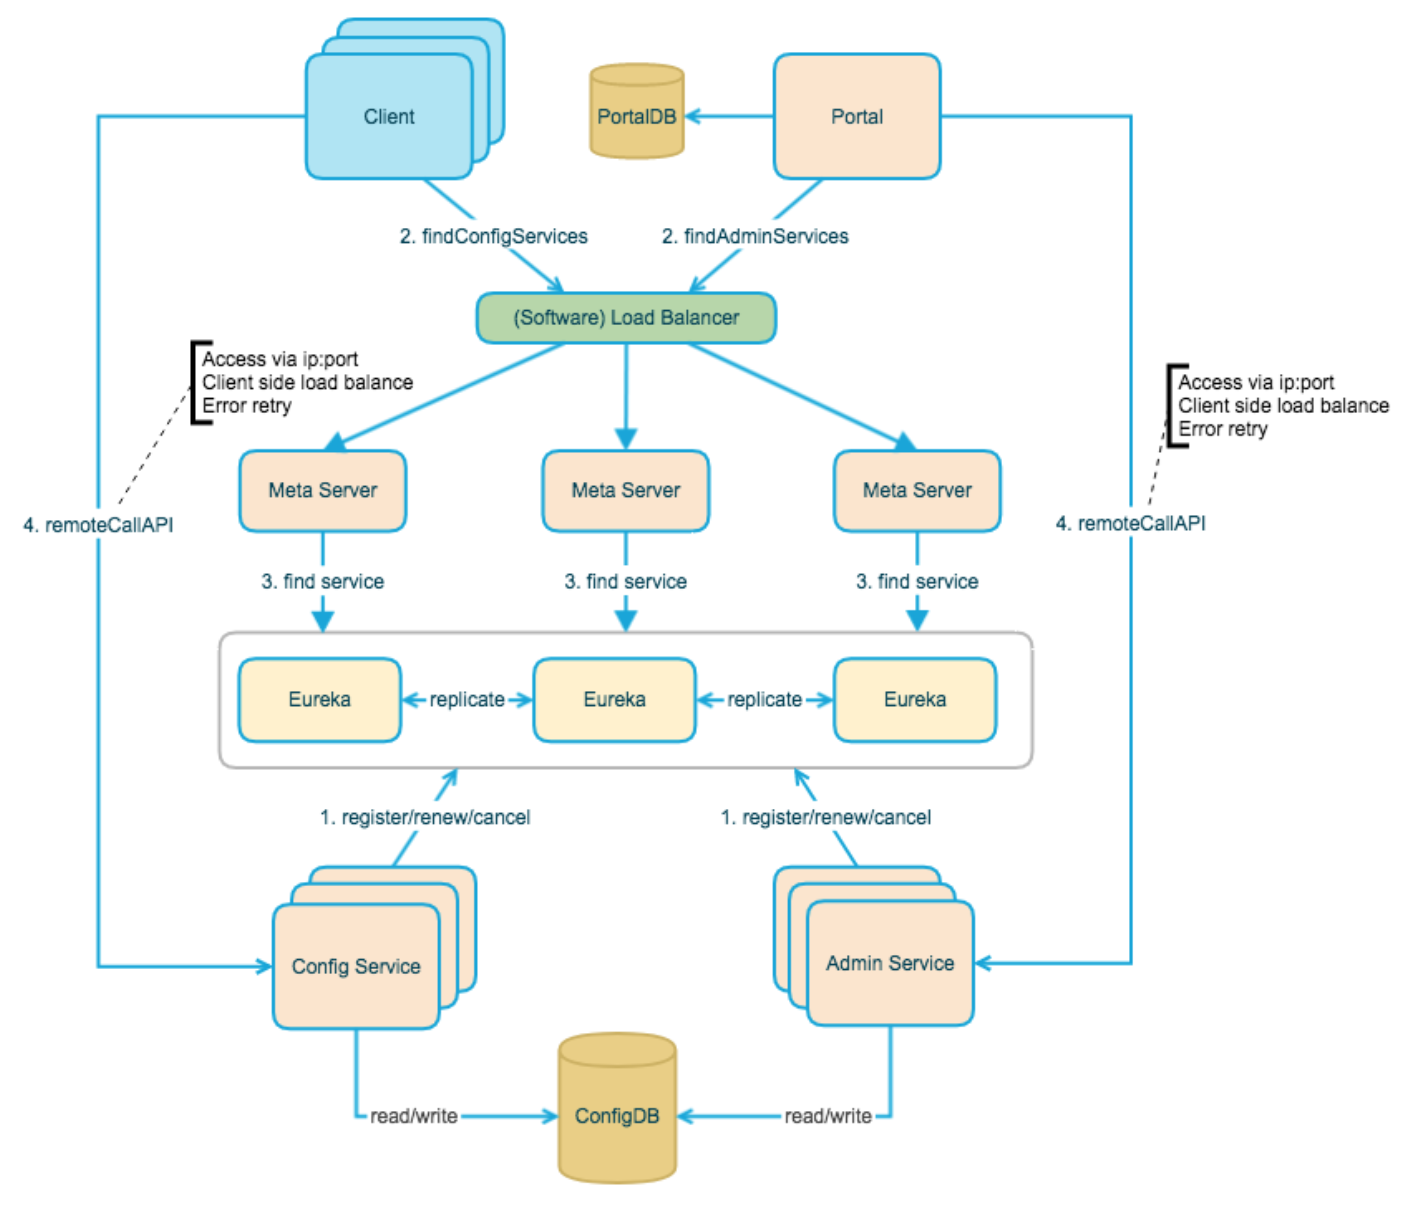 Client
PortalDB
Portal
2. findConfigServices
2. findAdminServices
(Software) Load Balancer
Access via ip:port
Client side load balance
Error retry
Access via ip:port
Client side load balance
Error retry
Meta Server
Meta Server
Meta Server
4. remoteCallAPI
4. remoteCallAPI
3. find service
3. find service
3. find service
Eureka
replicate
Eureka
replicate
Eureka
1. register/renew/cancel
1. register/renew/cancel
Config Service
Admin Service
read/write
ConfigDB
read/write